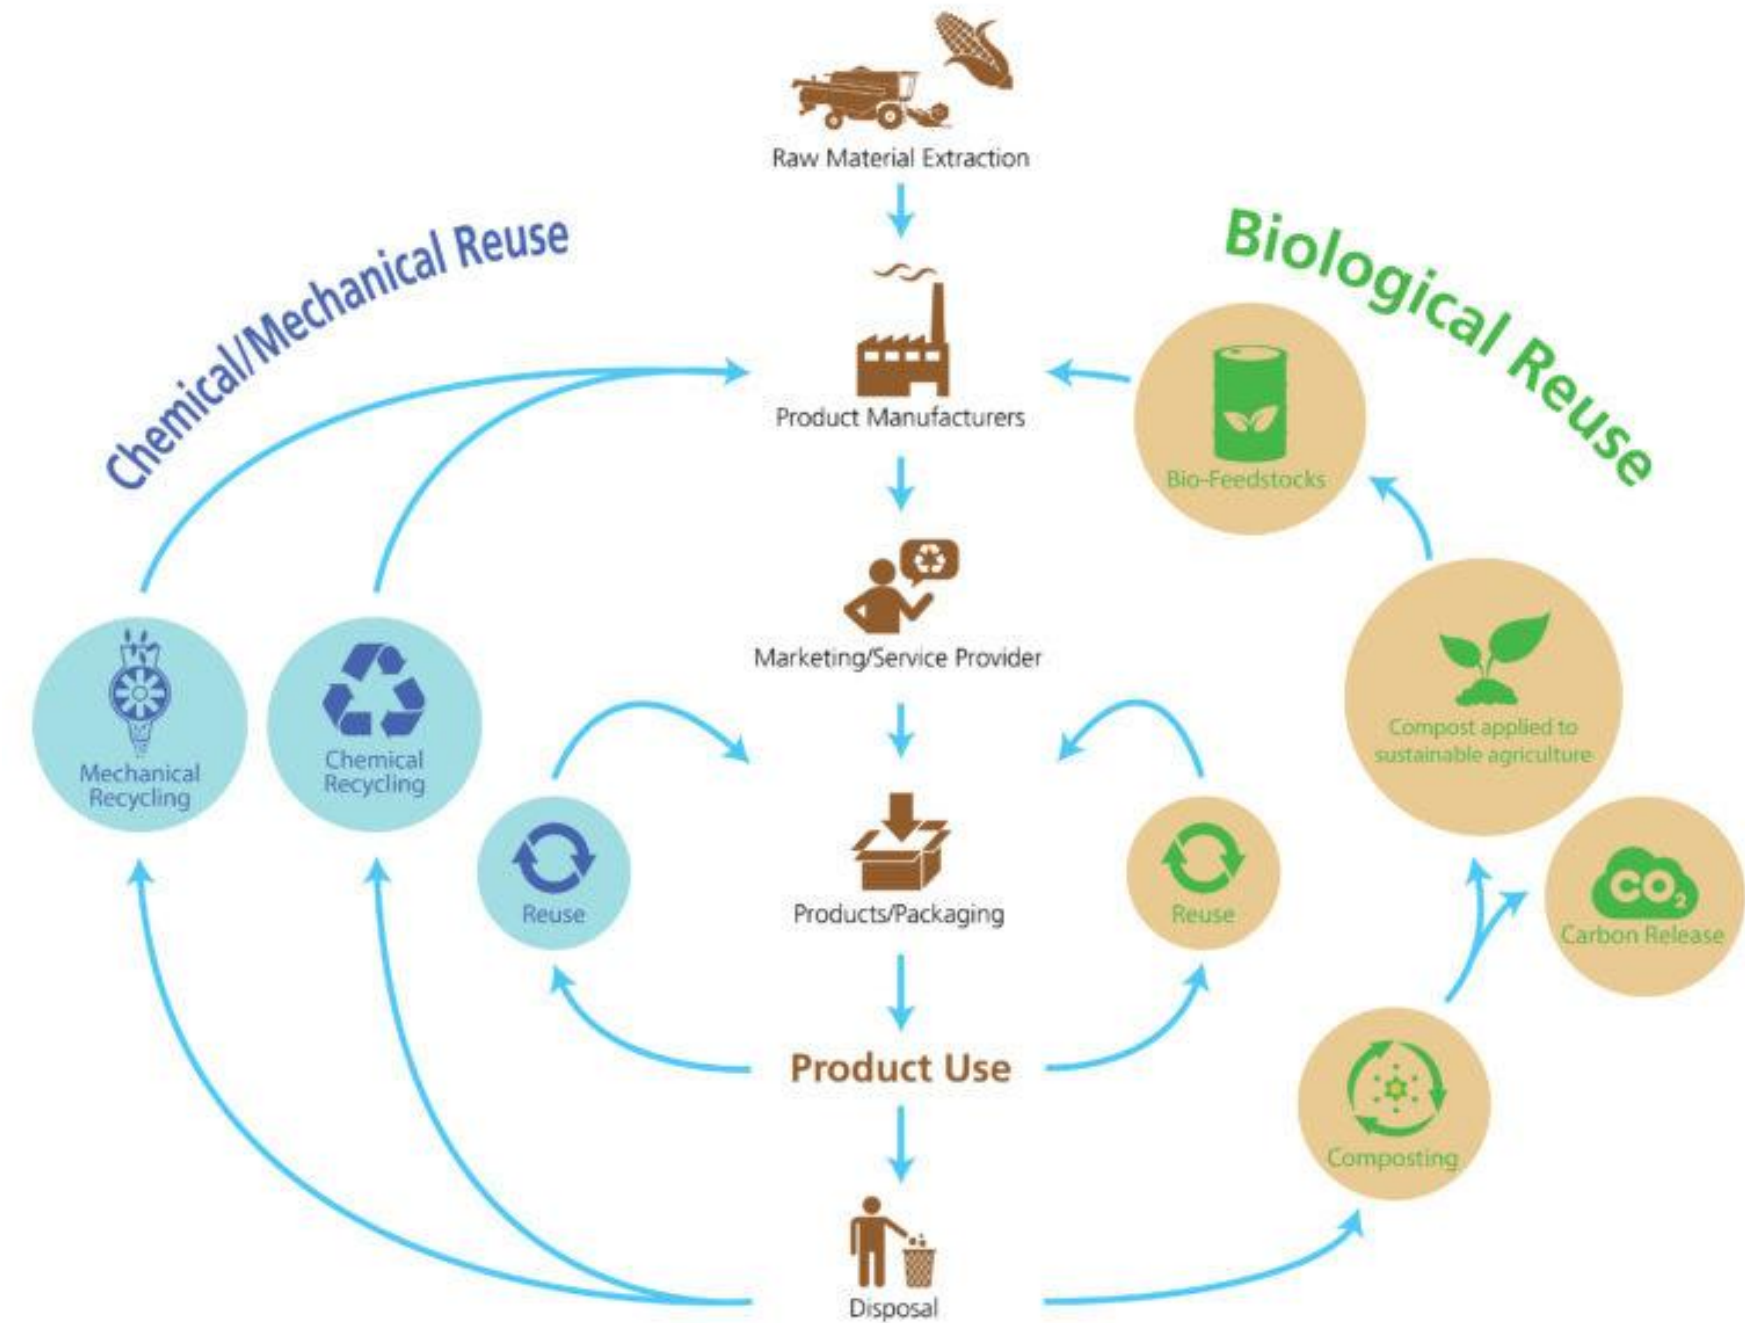 Raw Material Extraction
Chemical/Mechanical Reuse
Biological Reuse
Product Manufacturers
Bio-Feedstocks
Marketing/Service Provider
Mechanical
Recycling
Chemical
Recycling
Compost applied to
sustainable agriculture
Reuse
Products/Packaging
Reuse
CO₂
Carbon Release
Product Use
Composting
Disposal